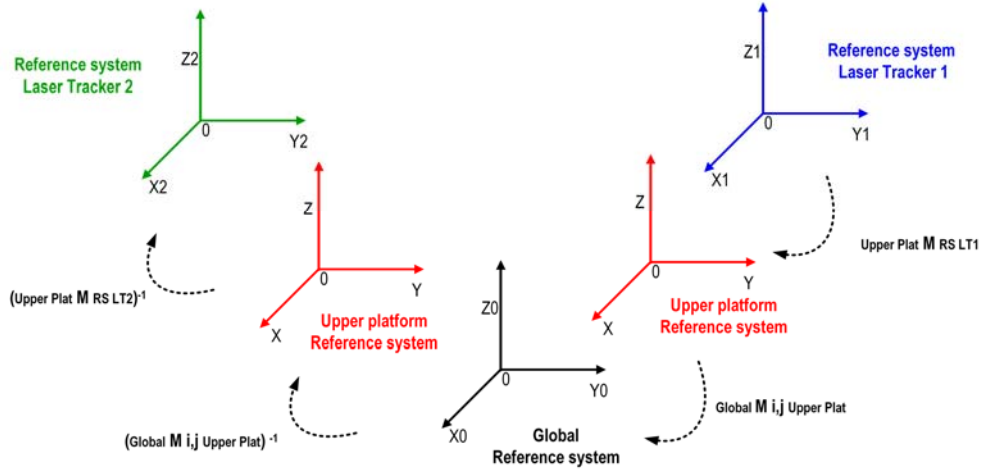 Z2
Reference system
Laser Tracker 2
0
Y2
X2
Z1
Reference system
Laser Tracker 1
0
Y1
X1
Z
0
Y
X
Upper platform
Reference system
(Upper Plat M RS LT2)-1
Z
0
Y
X
Upper platform
Reference system
Upper Plat M RS LT1
Z0
0
Y0
X0
Global
Reference system
(Global M i,j Upper Plat) -1
Global M i,j Upper Plat